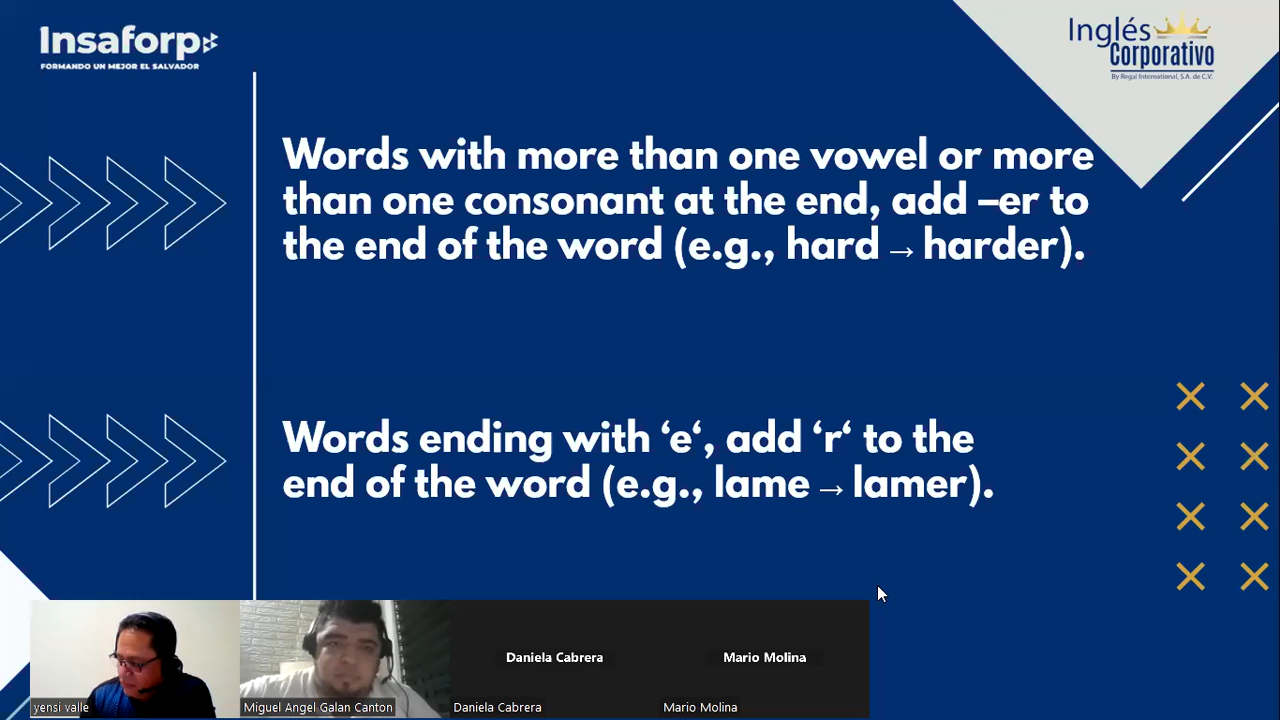 Insaforp
FORMANDO UN MEJOR EL SALVADOR
Inglés
Corporativo
By Regal International, S.A. de C.V.
Words with more than one vowel or more
than one consonant at the end, add –er to
the end of the word (e.g., hard → harder).
Words ending with ‘e‘, add ‘r‘ to the
end of the word (e.g., lame → lamer).
Daniela Cabrera
Mario Molina
yensi valle
Miguel Angel Galan Canton
Daniela Cabrera
Mario Molina